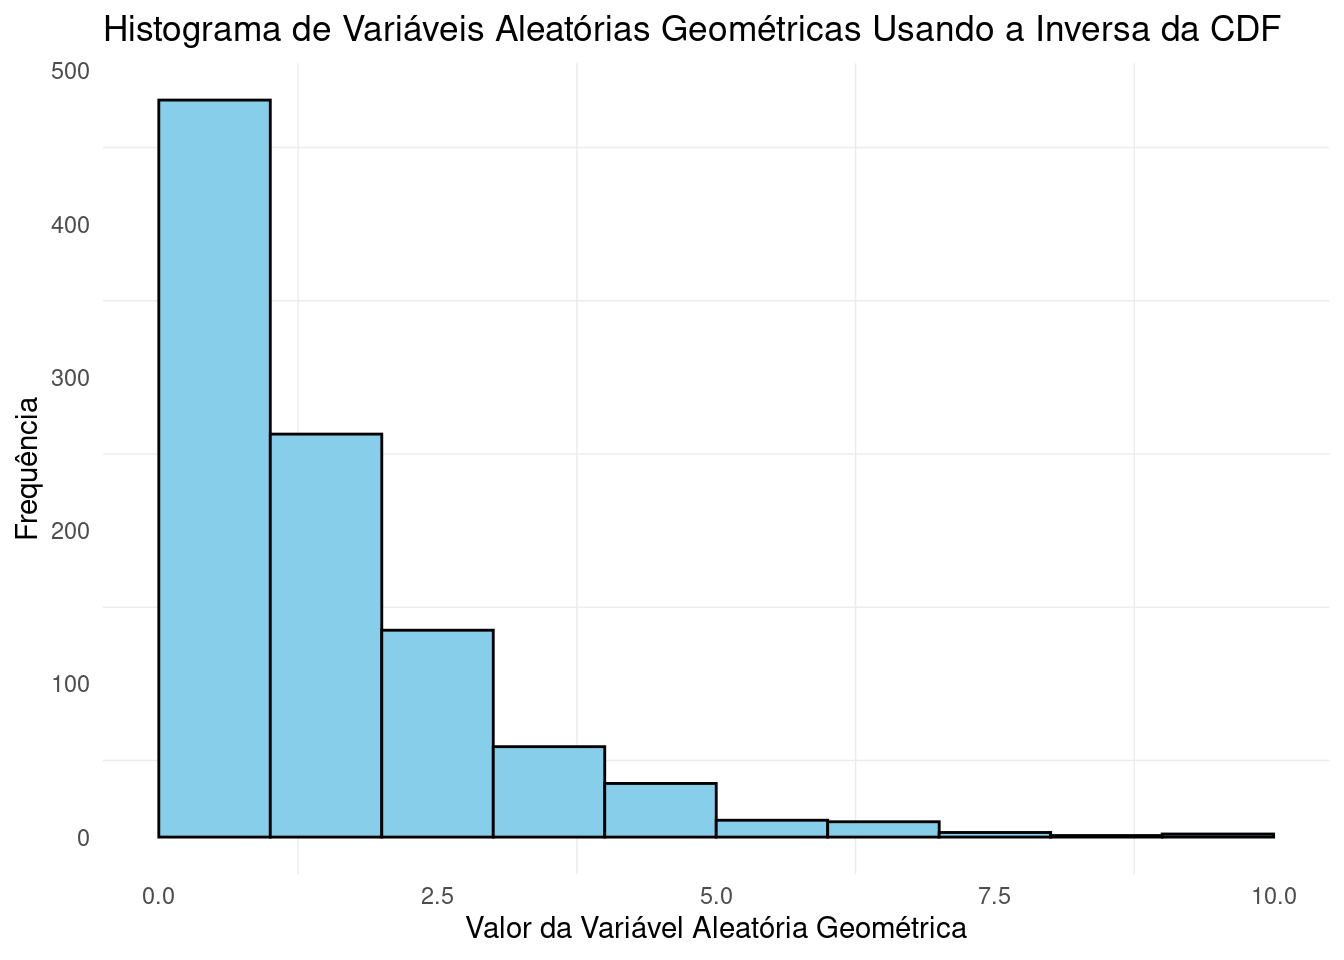 Histograma de Variáveis Aleatórias Geométricas Usando a Inversa da CDF
500
400
300
200
100
0
Frequência
0.0 2.5 5.0 7.5 10.0
Valor da Variável Aleatória Geométrica